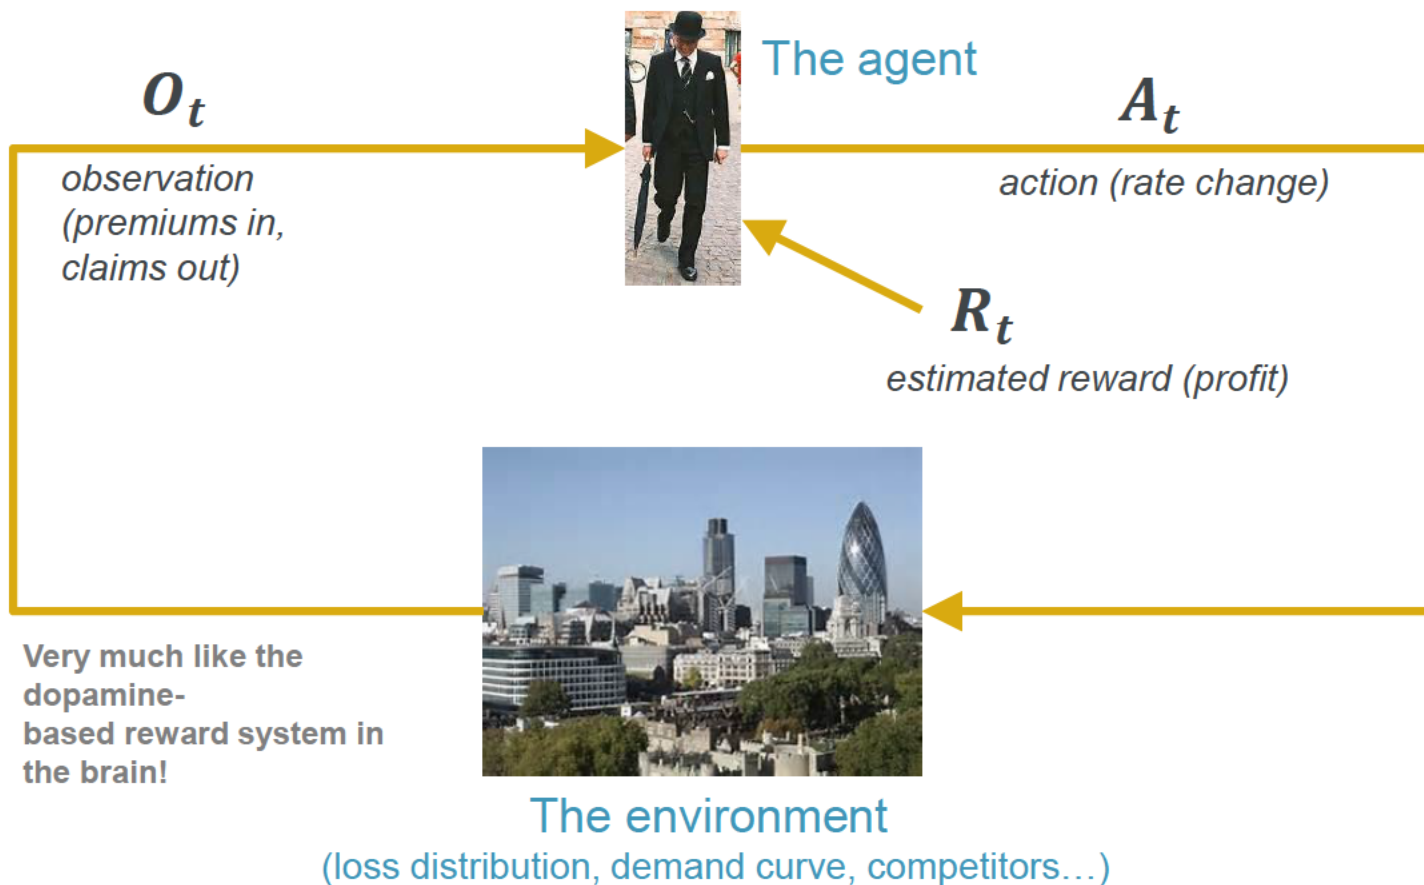 The agent
O_t
A_t
observation
(premiums in,
claims out)
action (rate change)
R_t
estimated reward (profit)
Very much like the
dopamine-
based reward system in
the brain!
The environment
(loss distribution, demand curve, competitors…)